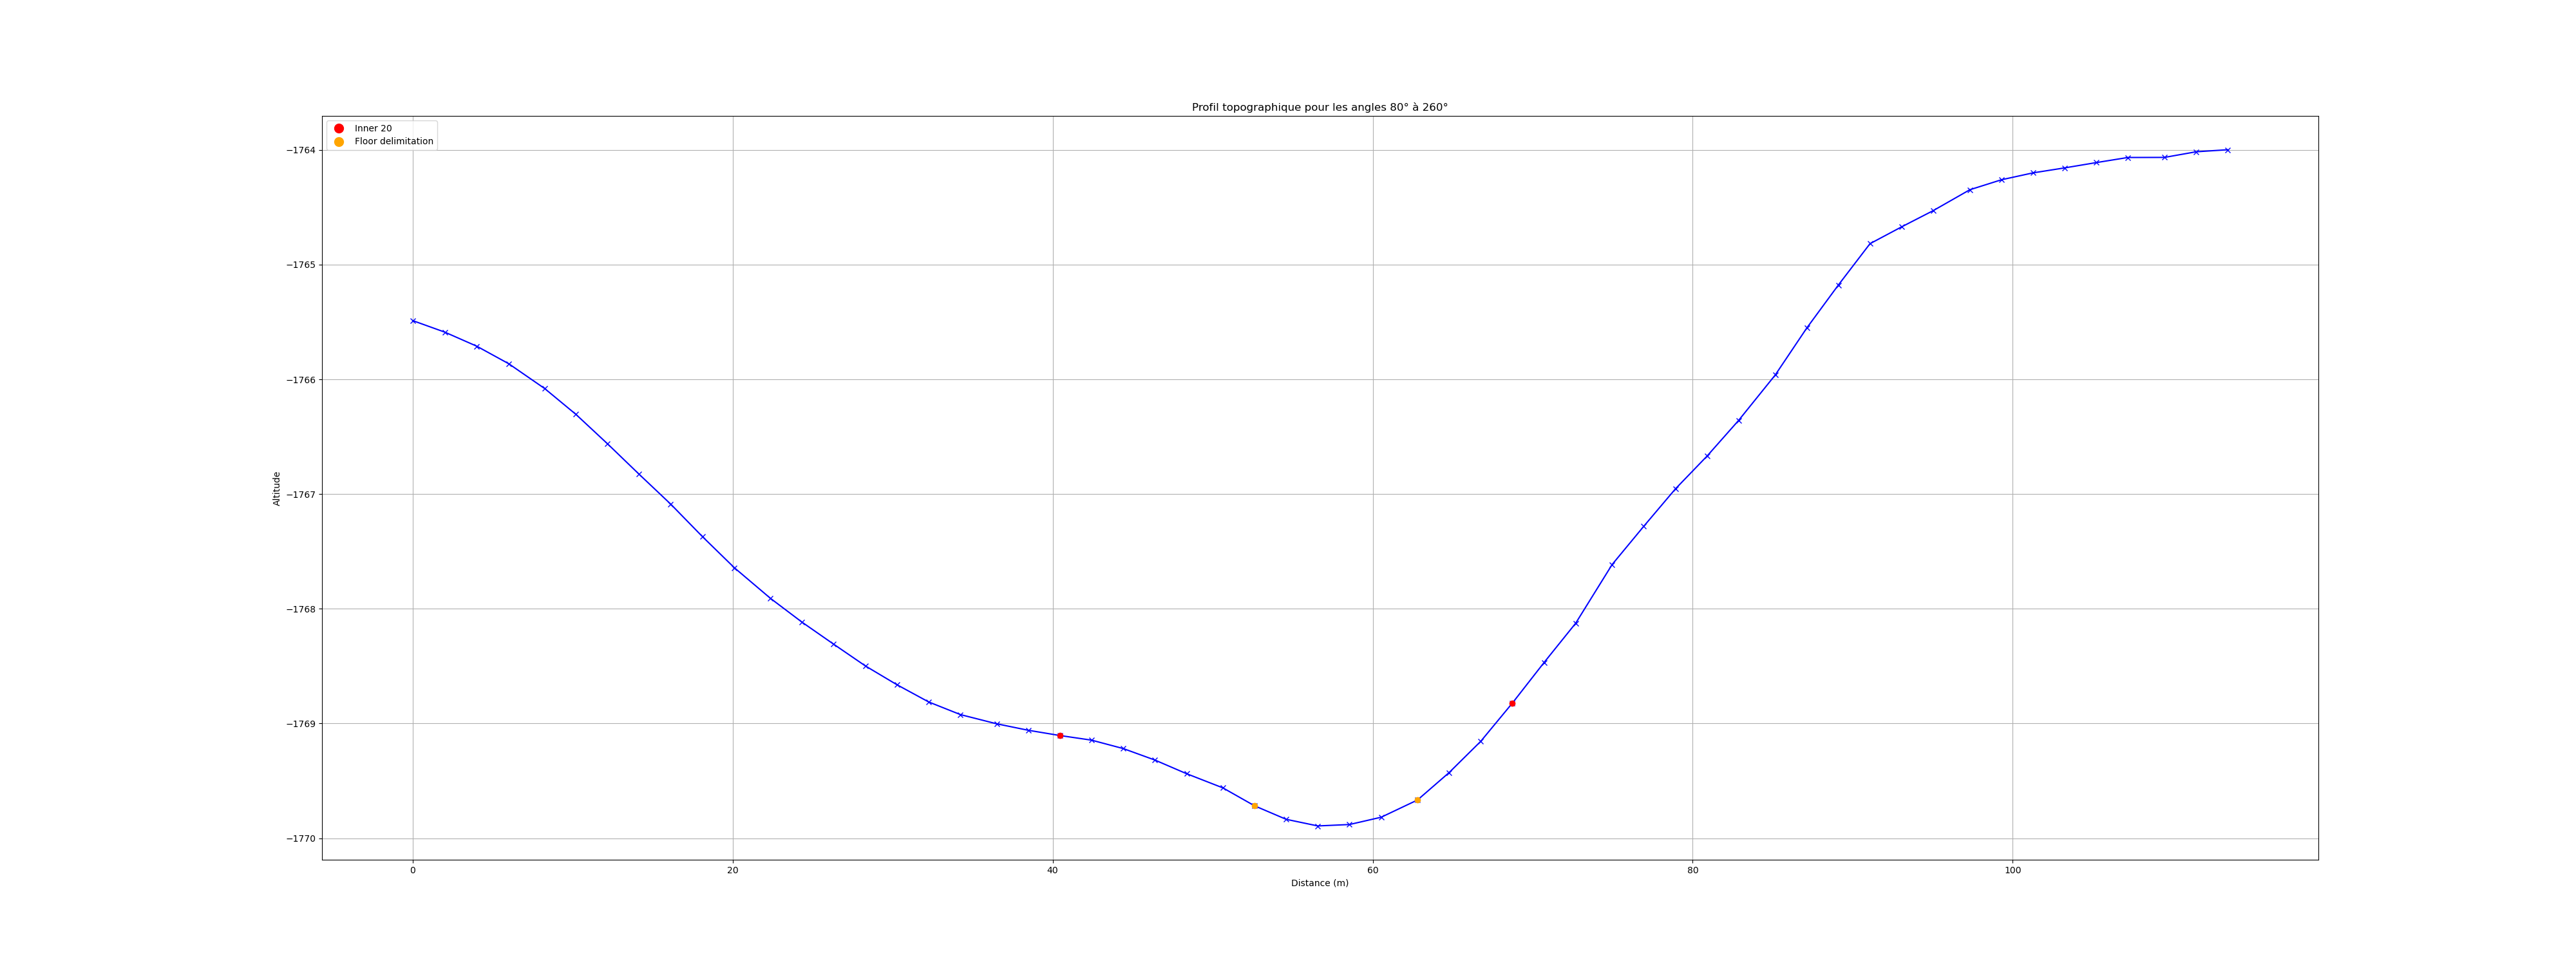 Profil topographique pour les angles 80° à 260°
Inner 20
Floor delimitation
−1764
−1765
−1766
−1767
−1768
−1769
−1770
Altitude
0 20 40 60 80 100
Distance (m)